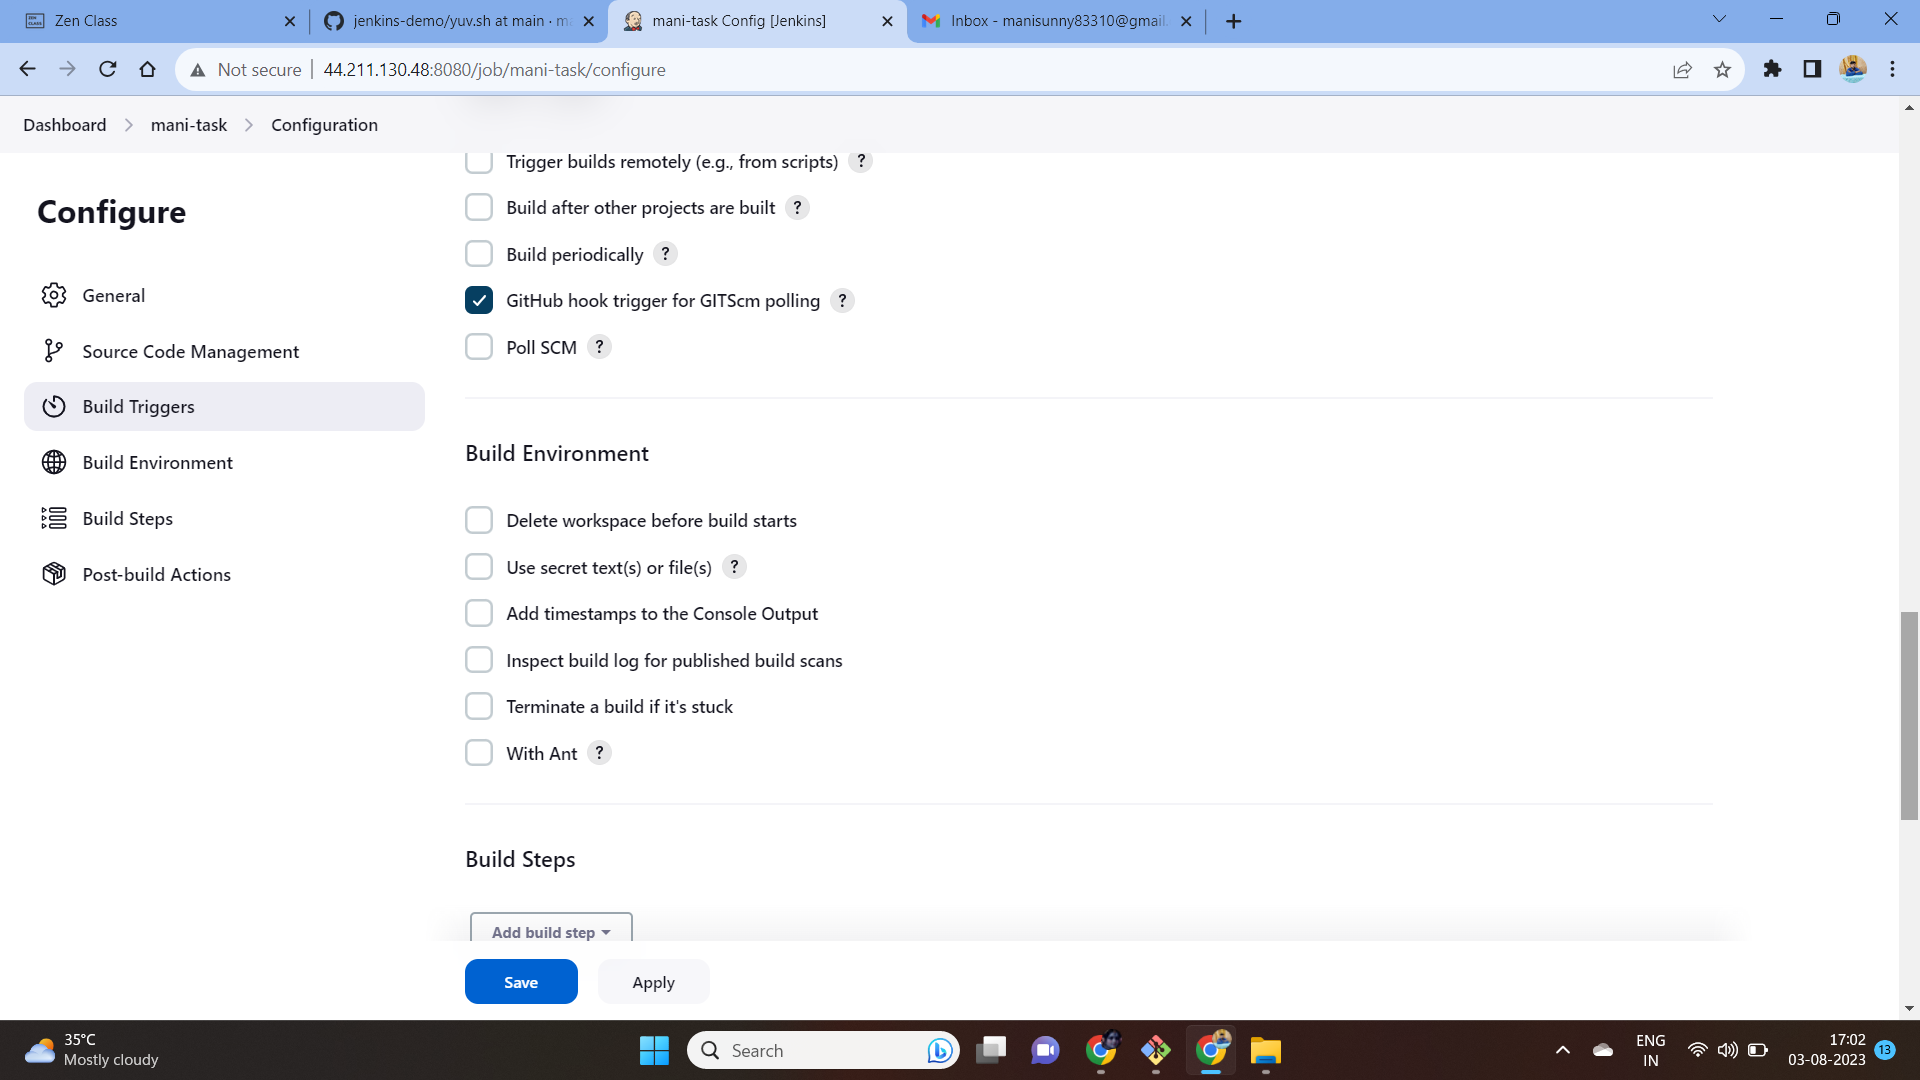 Zen Class
jenkins-demo/yuv.sh at main · ma
mani-task Config [Jenkins]
Inbox - manisunny83310@gmail.
Not secure
44.211.130.48:8080/job/mani-task/configure
Dashboard
mani-task
Configuration
Configure
General
Source Code Management
Build Triggers
Build Environment
Build Steps
Post-build Actions
Trigger builds remotely (e.g., from scripts) ?
Build after other projects are built ?
Build periodically ?
GitHub hook trigger for GITScm polling ?
Poll SCM ?
Build Environment
Delete workspace before build starts
Use secret text(s) or file(s) ?
Add timestamps to the Console Output
Inspect build log for published build scans
Terminate a build if it's stuck
With Ant ?
Build Steps
Add build step
Save
Apply
35°C
Mostly cloudy
Search
ENG
IN
17:02
03-08-2023
13